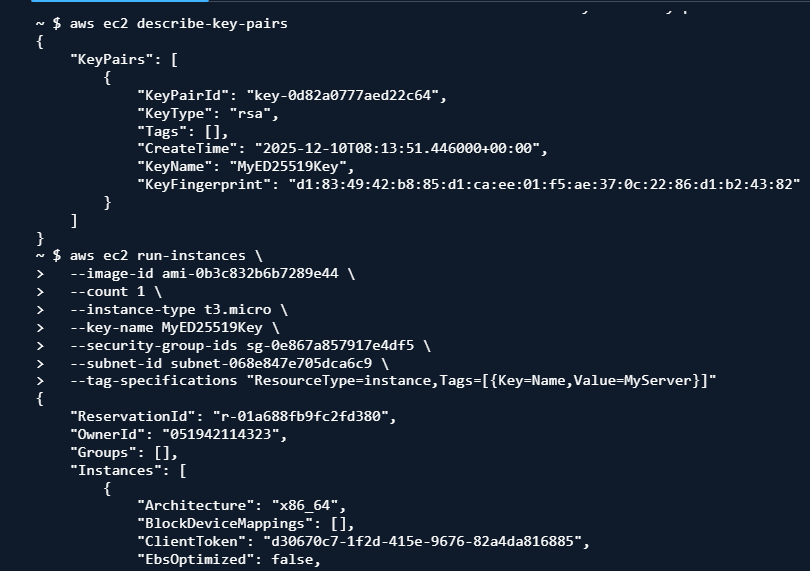 ~ $ aws ec2 describe-key-pairs
{
    "KeyPairs": [
        {
            "KeyPairId": "key-0d82a0777aed22c64",
            "KeyType": "rsa",
            "Tags": [],
            "CreateTime": "2025-12-10T08:13:51.446000+00:00",
            "KeyName": "MyED25519Key",
            "KeyFingerprint": "d1:83:49:42:b8:85:d1:ca:ee:01:f5:ae:37:0c:22:86:d1:b2:43:82"
        }
    ]
}
~ $ aws ec2 run-instances \
>   --image-id ami-0b3c832b6b7289e44 \
>   --count 1 \
>   --instance-type t3.micro \
>   --key-name MyED25519Key \
>   --security-group-ids sg-0e867a857917e4df5 \
>   --subnet-id subnet-068e847e705dca6c9 \
>   --tag-specifications "ResourceType=instance,Tags=[{Key=Name,Value=MyServer}]"
{
    "ReservationId": "r-01a688fb9fc2fd380",
    "OwnerId": "051942114323",
    "Groups": [],
    "Instances": [
        {
            "Architecture": "x86_64",
            "BlockDeviceMappings": [],
            "ClientToken": "d30670c7-1f2d-415e-9676-82a4da816885",
            "EbsOptimized": false,